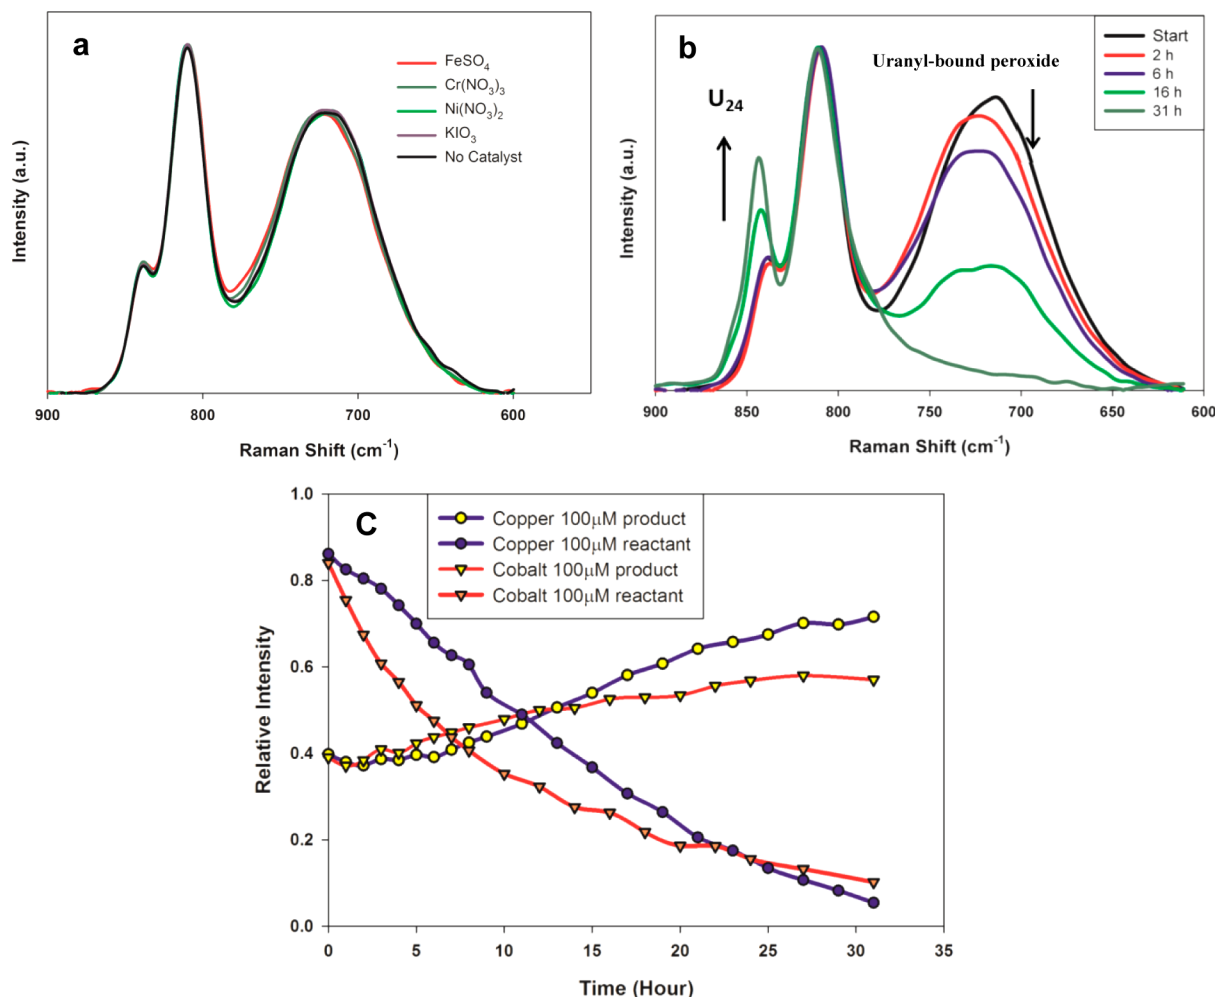 a
FeSO4
Cr(NO3)3
Ni(NO3)2
KIO3
No Catalyst
Intensity (a.u.)
900 800 700 600
Raman Shift (cm-1)
b
Uranyl-bound peroxide
U24
Start
2 h
6 h
16 h
31 h
Intensity (a.u.)
900 850 800 750 700 650 600
Raman Shift (cm-1)
C
Copper 100μM product
Copper 100μM reactant
Cobalt 100μM product
Cobalt 100μM reactant
Relative Intensity
1.0
0.8
0.6
0.4
0.2
0.0
0 5 10 15 20 25 30 35
Time (Hour)